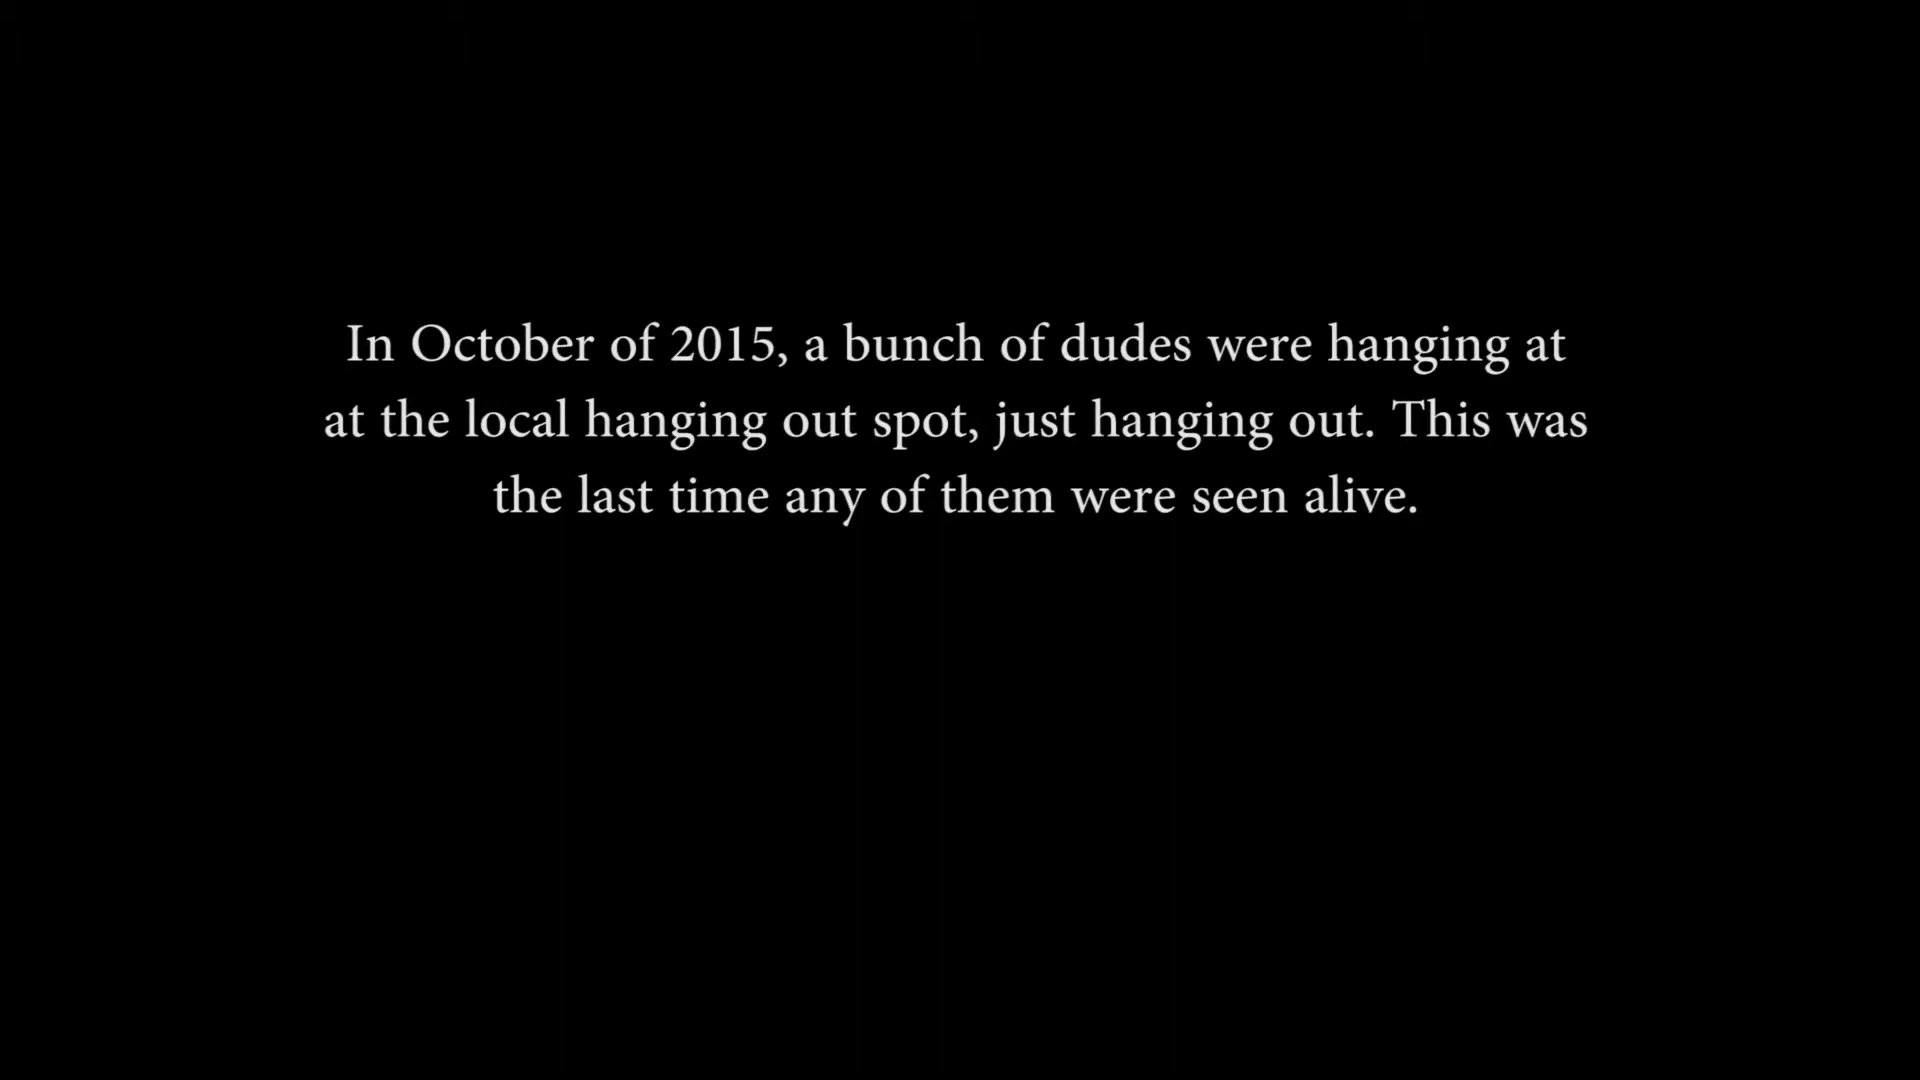 In October of 2015, a bunch of dudes were hanging at
at the local hanging out spot, just hanging out. This was
the last time any of them were seen alive.